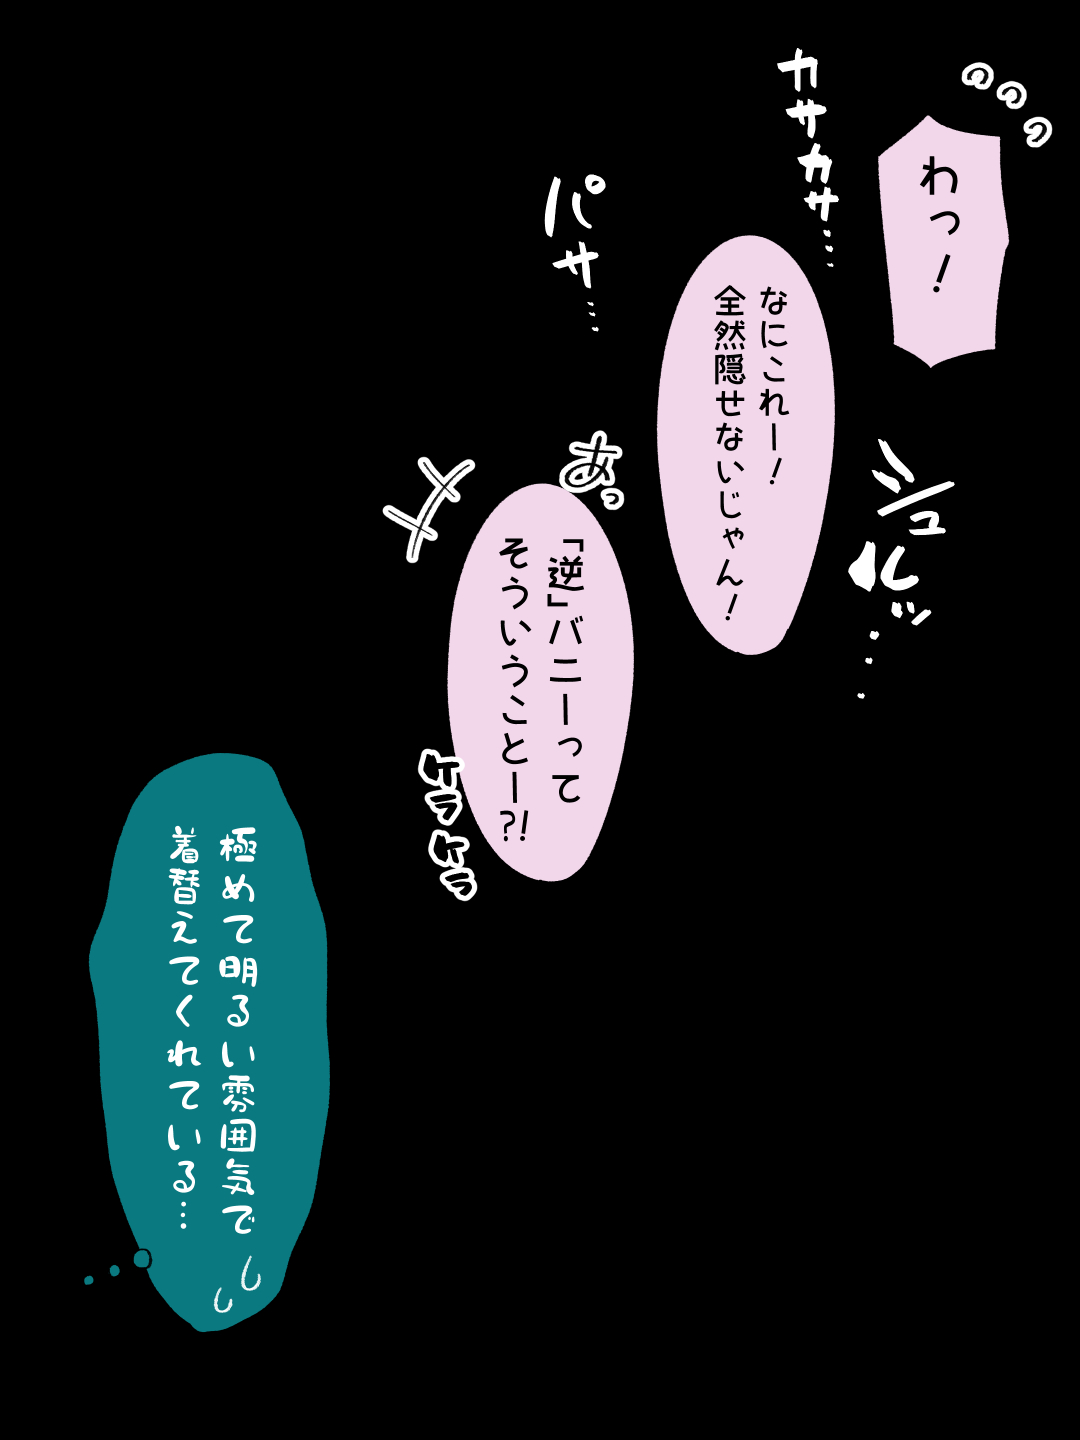 わっ!
カサカサ…
なにこれー!
全然隠せないじゃん!
シュルッ…
パサ…
あっ
「逆」バニーって
そういうことー?!
ケラケラ
極めて明るい雰囲気で
着替えてくれている…